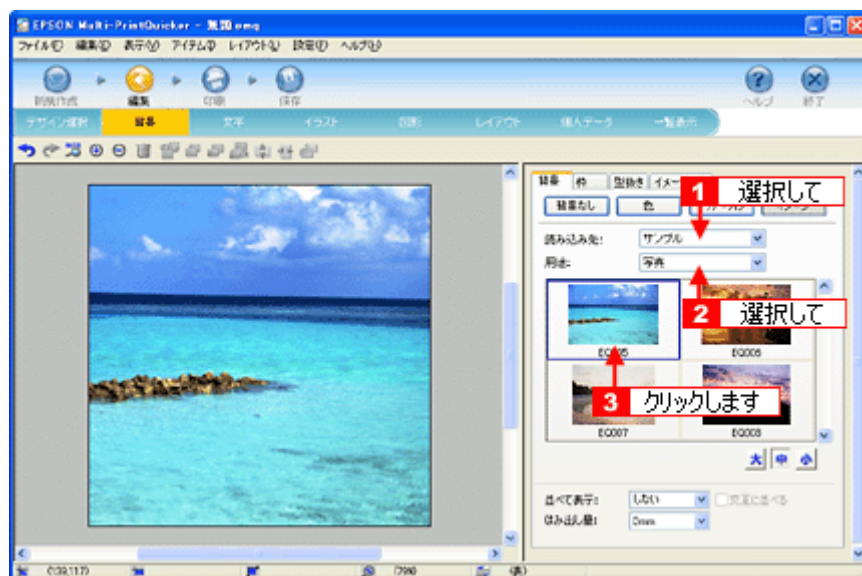 EPSON Multi-PrintQuicker - 無題.emq
ファイル(F) 編集(E) 表示(V) アイテム(I) レイアウト(L) 設定(S) ヘルプ(H)
新規作成 編集 印刷 保存 ヘルプ 終了
デザイン選択 背景 文字 イラスト 図形 レイアウト 個人データ 一覧表示
背景 枠 型抜き
背景なし 色
1 選択して
読み込み先: サンプル
用途: 写真
2 選択して
EQ006
3 クリックします
EQ007 EQ008
大 中 小
並べて表示: しない 交互に並べる
はみ出し量: 0mm
(139,117)